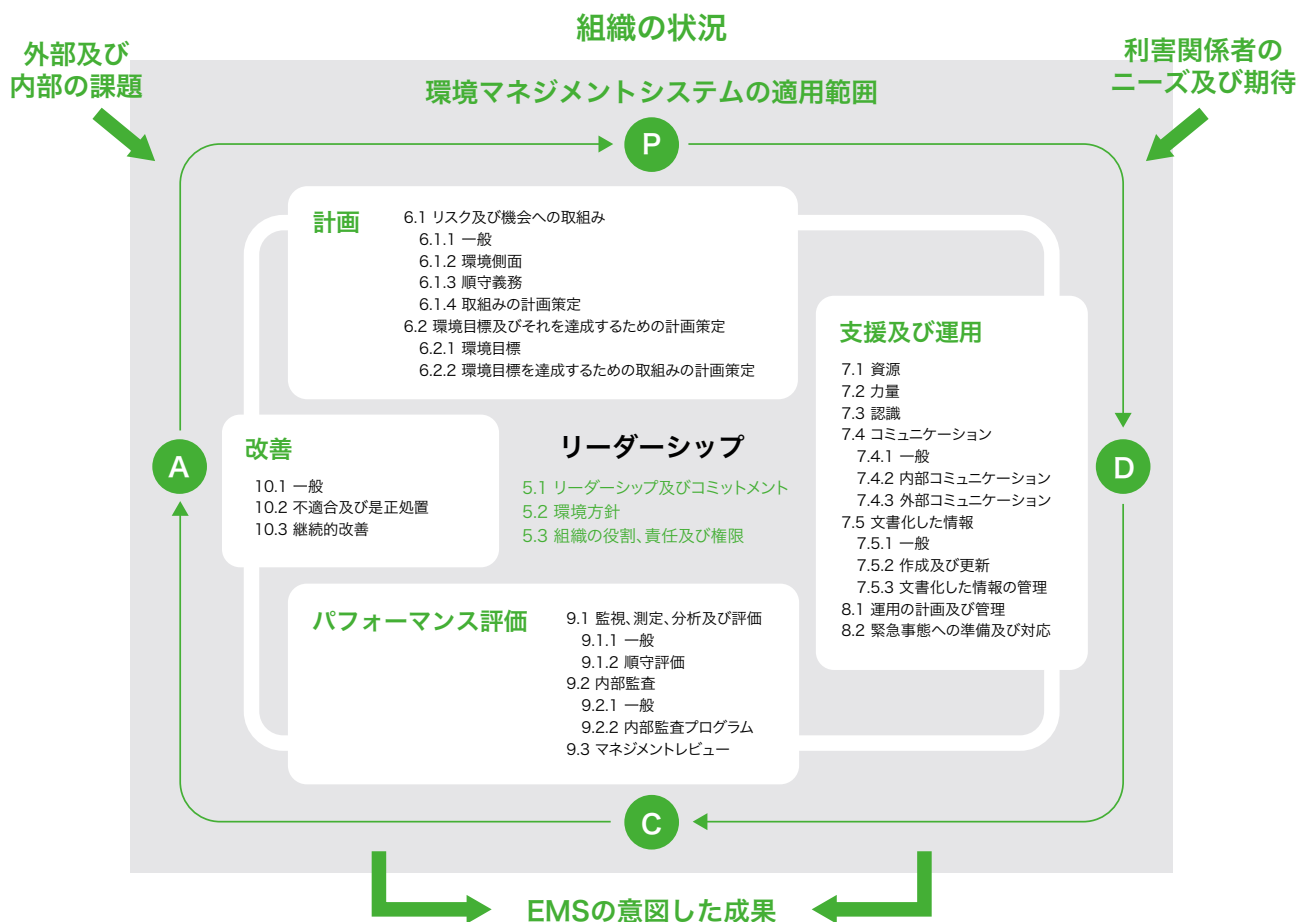 組織の状況
外部及び
内部の課題
利害関係者の
ニーズ及び期待
環境マネジメントシステムの適用範囲
P
計画
6.1 リスク及び機会への取組み
6.1.1 一般
6.1.2 環境側面
6.1.3 順守義務
6.1.4 取組みの計画策定
6.2 環境目標及びそれを達成するための計画策定
6.2.1 環境目標
6.2.2 環境目標を達成するための取組みの計画策定
支援及び運用
7.1 資源
7.2 力量
7.3 認識
7.4 コミュニケーション
7.4.1 一般
7.4.2 内部コミュニケーション
7.4.3 外部コミュニケーション
7.5 文書化した情報
7.5.1 一般
7.5.2 作成及び更新
7.5.3 文書化した情報の管理
8.1 運用の計画及び管理
8.2 緊急事態への準備及び対応
D
A
改善
10.1 一般
10.2 不適合及び是正処置
10.3 継続的改善
リーダーシップ
5.1 リーダーシップ及びコミットメント
5.2 環境方針
5.3 組織の役割、責任及び権限
パフォーマンス評価
9.1 監視、測定、分析及び評価
9.1.1 一般
9.1.2 順守評価
9.2 内部監査
9.2.1 一般
9.2.2 内部監査プログラム
9.3 マネジメントレビュー
C
EMSの意図した成果